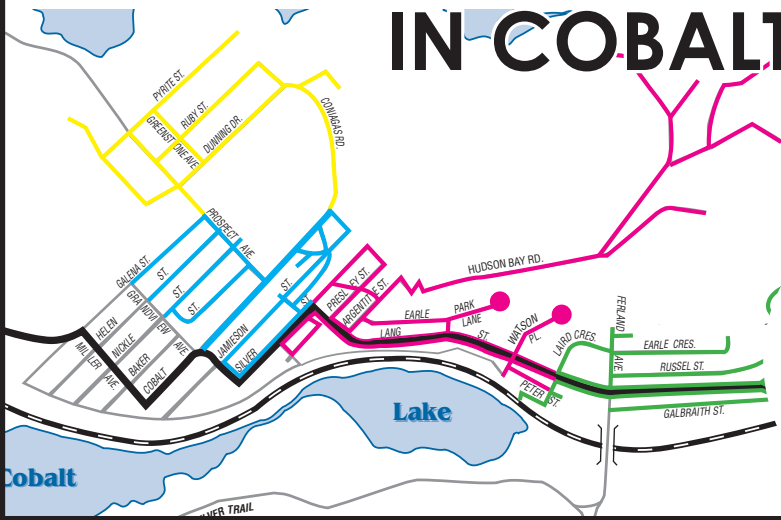 IN COBALT
PYRITE ST.
RUBY ST.
GREENSTONE AVE
DUNNING DR.
CONIAGAS RD.
PROSPECT AVE.
GALENA ST.
ST.
ST.
ST.
ST.
ST.
GRANDVIEW AVE
HELEN
NICKLE
MILLER AVE.
BAKER
COBALT
JAMIESON
SILVER
PRESLEY ST.
ARGENTITE ST.
HUDSON BAY RD.
EARLE
PARK LANE
LANG ST.
WATSON PL.
LAIRD CRES.
PETER ST.
FERLAND AVE
EARLE CRES.
RUSSEL ST.
GALBRAITH ST.
Lake
Cobalt
VER TRAIL